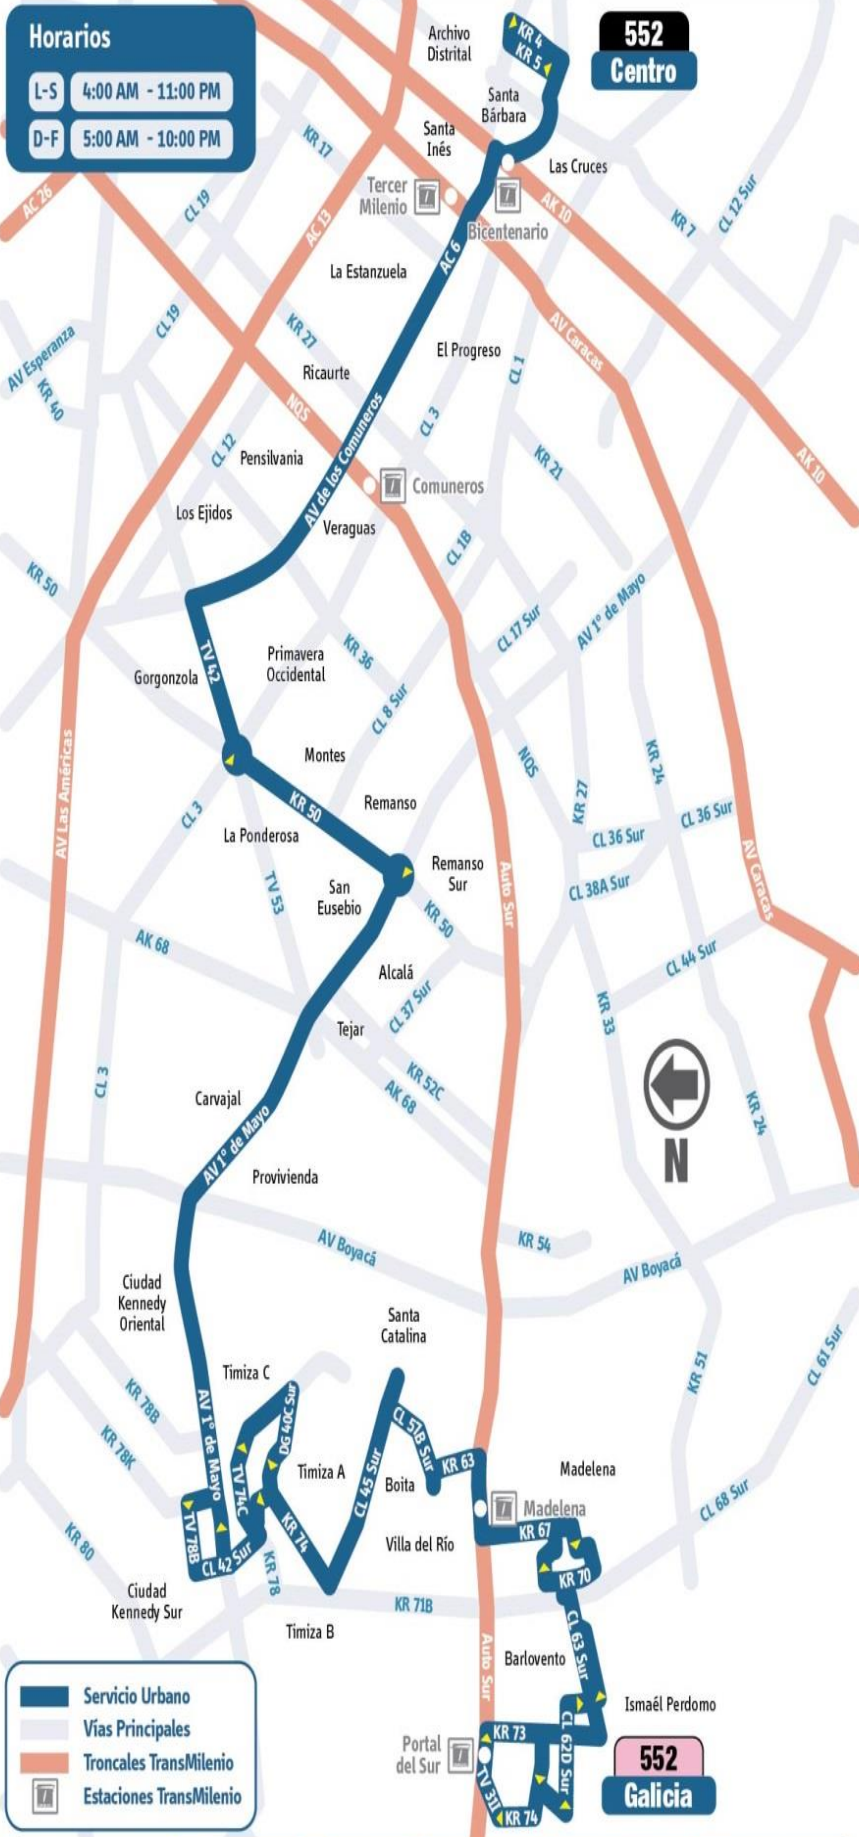 Horarios
L-S
4:00 AM - 11:00 PM
D-F
5:00 AM - 10:00 PM
552
Centro
Archivo
Distrital
KR 4
KR 5
Santa
Bárbara
Santa
Inés
Las Cruces
KR 17
Tercer
Milenio
Bicentenario
AK 10
KR 7
CL 12 Sur
AC 26
CL 19
AC 13
AC 6
La Estanzuela
CL 19
KR 27
AV Caracas
AV Esperanza
KR 40
Ricaurte
El Progreso
CL 1
NQS
CL 3
CL 12
Pensilvania
AV de los Comuneros
KR 21
AK 10
Comuneros
Los Ejidos
Veraguas
CL 1B
KR 50
CL 17 Sur
AV 1° de Mayo
TV 42
Primavera
Occidental
KR 36
Gorgonzola
CL 8 Sur
AV Las Américas
Montes
NQS
KR 24
KR 27
KR 50
Remanso
CL 3
La Ponderosa
CL 36 Sur
CL 36 Sur
Remanso
Sur
TV 53
San
Eusebio
Auto Sur
CL 38A Sur
AV Caracas
KR 50
AK 68
CL 44 Sur
Alcalá
CL 37 Sur
KR 33
Tejar
CL 3
KR 52C
AK 68
Carvajal
KR 24
AV 1° de Mayo
N
Provivienda
AV Boyacá
KR 54
AV Boyacá
Ciudad
Kennedy
Oriental
Santa
Catalina
CL 61 Sur
Timiza C
KR 51
KR 78B
AV 1° de Mayo
DG 40C Sur
CL 51B Sur
KR 78K
Timiza A
CL 45 Sur
KR 63
Boita
Madelena
TV 74C
Madelena
CL 68 Sur
TV 78B
KR 74
Villa del Río
KR 67
KR 80
CL 42 Sur
KR 78
KR 70
Ciudad
Kennedy Sur
KR 71B
Timiza B
CL 63 Sur
Auto Sur
Barlovento
Ismaél Perdomo
Servicio Urbano
Vías Principales
Troncales TransMilenio
Estaciones TransMilenio
Portal
del Sur
KR 73
CL 62D Sur
TV 31I
KR 74
552
Galicia